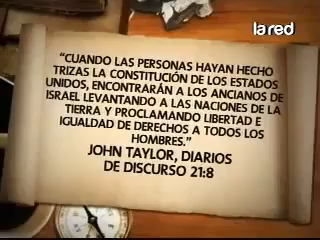 la red
“CUANDO LAS PERSONAS HAYAN HECHO
TRIZAS LA CONSTITUCIÓN DE LOS ESTADOS
UNIDOS, ENCONTRARÁN A LOS ANCIANOS DE
ISRAEL LEVANTANDO A LAS NACIONES DE LA
TIERRA Y PROCLAMANDO LIBERTAD E
IGUALDAD DE DERECHOS A TODOS LOS
HOMBRES.”
JOHN TAYLOR, DIARIOS
DE DISCURSO 21:8